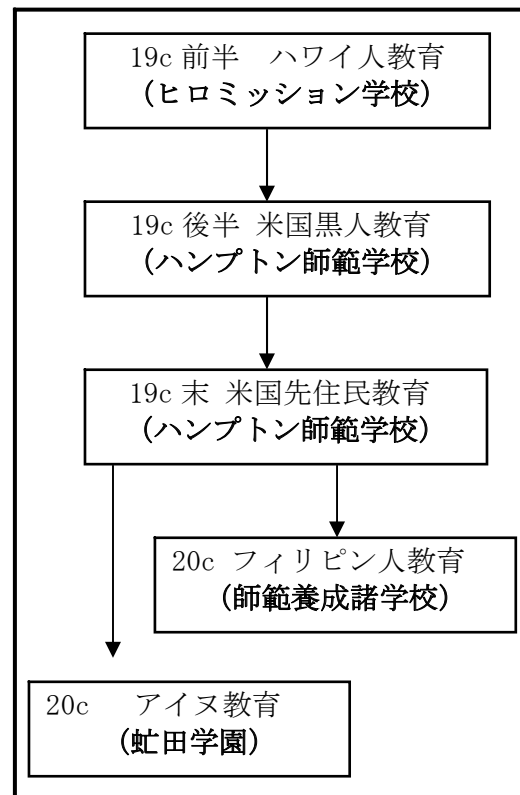 19c 前半　ハワイ人教育
（ヒロミッション学校）
19c 後半 米国黒人教育
（ハンプトン師範学校）
19c 末 米国先住民教育
（ハンプトン師範学校）
20c フィリピン人教育
（師範養成諸学校）
20c　アイヌ教育
（虻田学園）